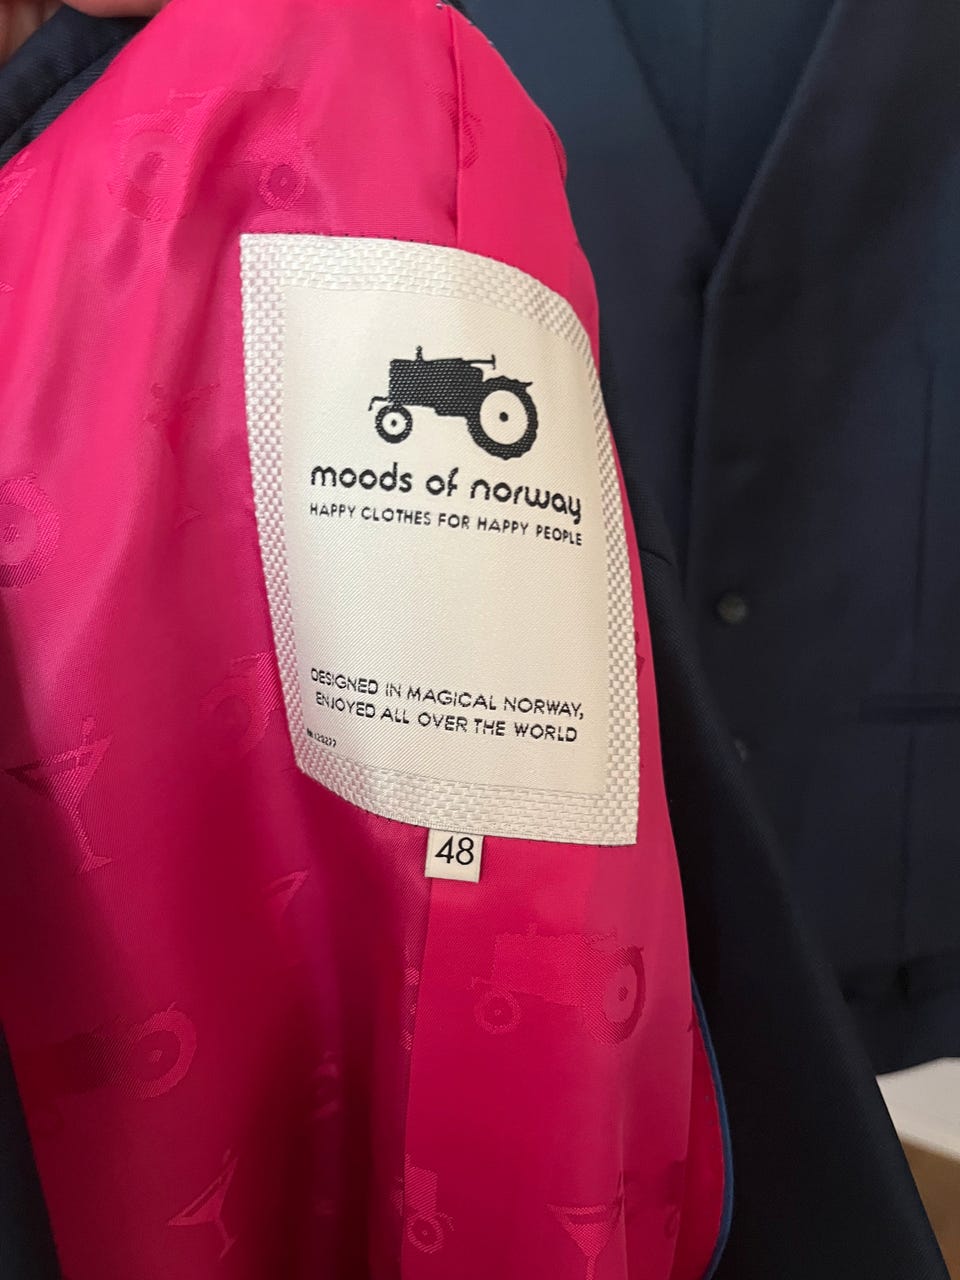 moods of norway
HAPPY CLOTHES FOR HAPPY PEOPLE
DESIGNED IN MAGICAL NORWAY,
ENJOYED ALL OVER THE WORLD
48